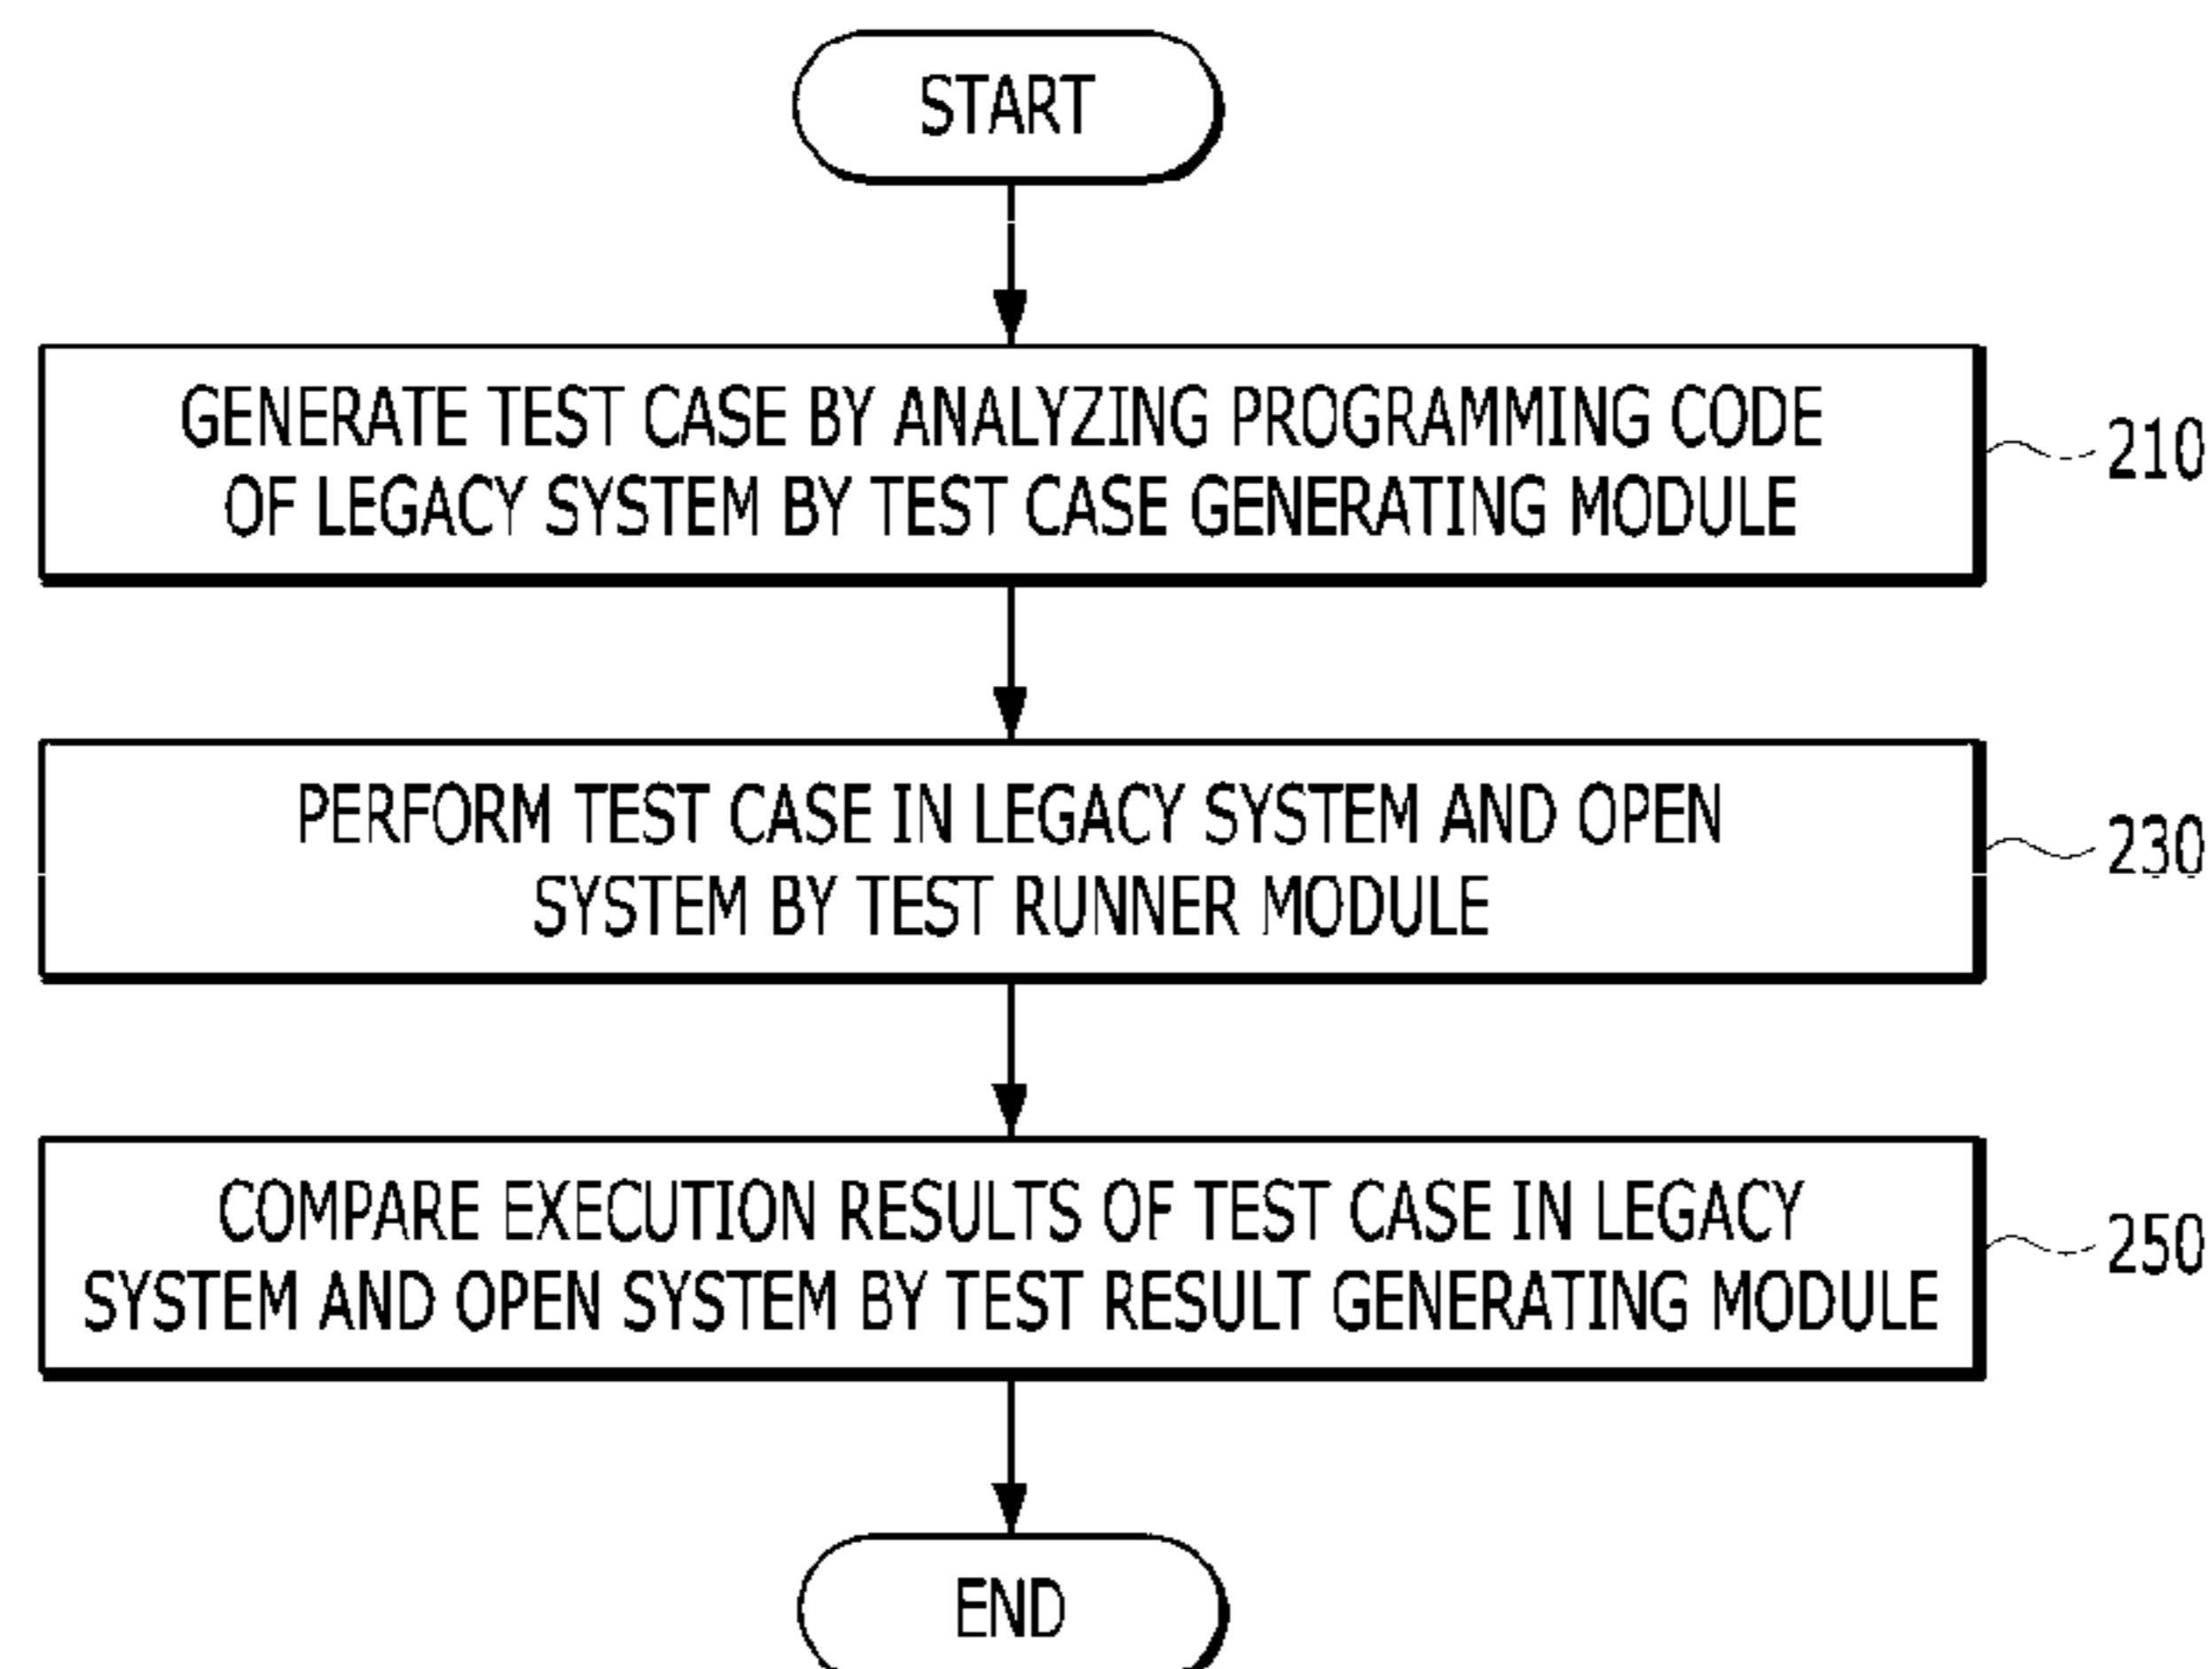 START
GENERATE TEST CASE BY ANALYZING PROGRAMMING CODE
OF LEGACY SYSTEM BY TEST CASE GENERATING MODULE
210
PERFORM TEST CASE IN LEGACY SYSTEM AND OPEN
SYSTEM BY TEST RUNNER MODULE
230
COMPARE EXECUTION RESULTS OF TEST CASE IN LEGACY
SYSTEM AND OPEN SYSTEM BY TEST RESULT GENERATING MODULE
250
END